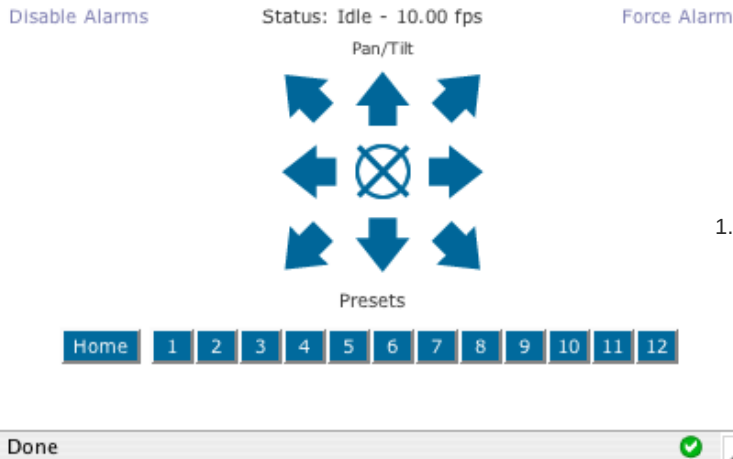 Disable Alarms Status: Idle - 10.00 fps Force Alarm
Pan/Tilt
1.
Presets
Home 1 2 3 4 5 6 7 8 9 10 11 12
Done